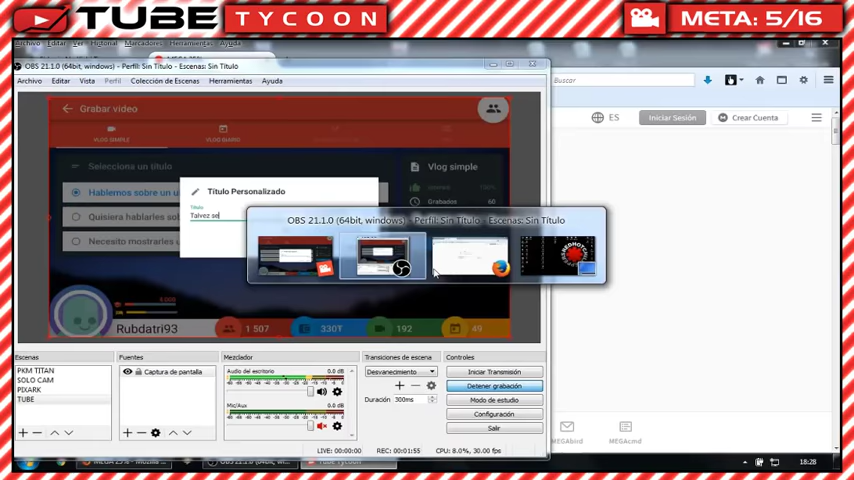 TUBE TYCOON
META: 5/16
Archivo Editar Ver Historial Marcadores Herramientas Ayuda
OBS 21.1.0 (64bit, windows) - Perfil: Sin Título - Escenas: Sin Título
Archivo Editar Vista Perfil Colección de Escenas Herramientas Ayuda
Buscar
Grabar video
VLOG SIMPLE VLOG DIARIO
ES Iniciar Sesión Crear Cuenta
Selecciona un título
Vlog simple
Hablemos sobre un
Título Personalizado
100%
Título
Grabados 60
Quisiera hablarles sob
Talvez se
Necesito mostrarles u
OBS 21.1.0 (64bit, windows) - Perfil: Sin Título - Escenas: Sin Título
REDHOTCHI
Rubdatri93 1 507 330₸ 192 49
Escenas Fuentes Mezclador Transiciones de escena Controles
PKM TITAN
SOLO CAM
PIXARK
TUBE
Captura de pantalla
Audio del escritorio 0.0 dB
Mic/Aux 0.0 dB
Desvanecimiento
Duración 300ms
Iniciar Transmisión
Detener grabación
Modo de estudio
Configuración
Salir
MEGAbird MEGAcmd
LIVE: 00:00:00 REC: 00:01:55 CPU: 8.0%, 30.00 fps
18:28